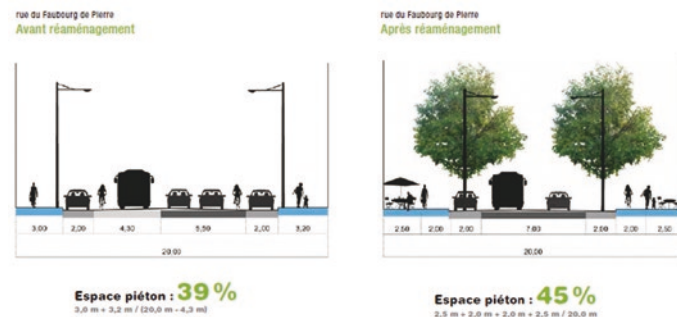 rue du Faubourg de Pierre
Avant réaménagement
3,00 2,00 4,30 5,50 2,00 3,20
20,00
Espace piéton : 39 %
3,0 m + 3,2 m / (20,0 m - 4,3 m)
rue du Faubourg de Pierre
Après réaménagement
2,50 2,00 2,00 7,00 2,00 2,00 2,50
20,00
Espace piéton : 45 %
2,5 m + 2,0 m + 2,0 m + 2,5 m / 20,0 m